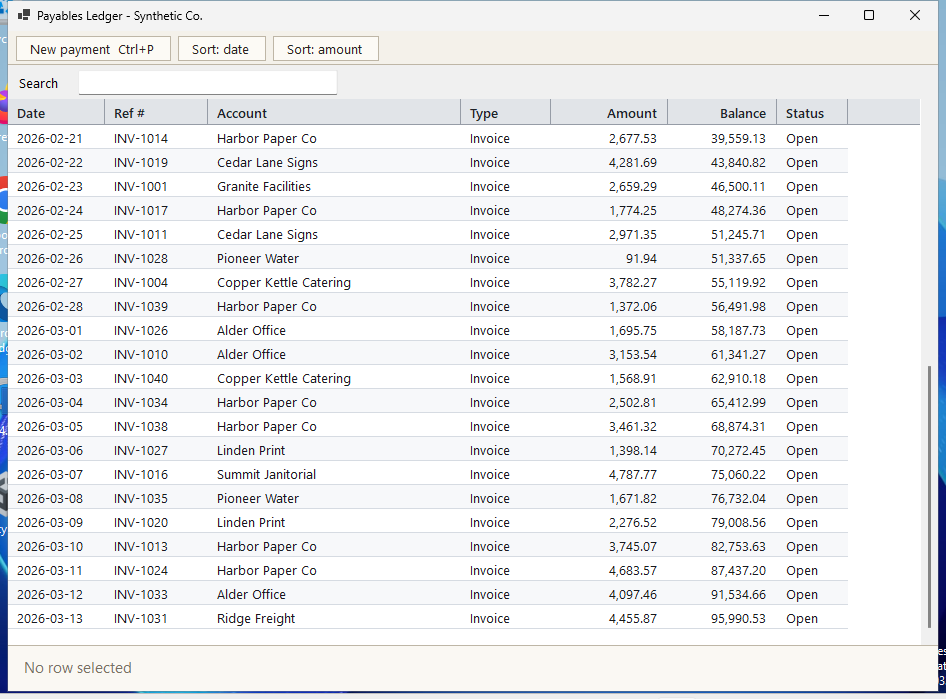 Payables Ledger - Synthetic Co.
New payment Ctrl+P Sort: date Sort: amount
Search
Date Ref # Account Type Amount Balance Status
2026-02-21 INV-1014 Harbor Paper Co Invoice 2,677.53 39,559.13 Open
2026-02-22 INV-1019 Cedar Lane Signs Invoice 4,281.69 43,840.82 Open
2026-02-23 INV-1001 Granite Facilities Invoice 2,659.29 46,500.11 Open
2026-02-24 INV-1017 Harbor Paper Co Invoice 1,774.25 48,274.36 Open
2026-02-25 INV-1011 Cedar Lane Signs Invoice 2,971.35 51,245.71 Open
2026-02-26 INV-1028 Pioneer Water Invoice 91.94 51,337.65 Open
2026-02-27 INV-1004 Copper Kettle Catering Invoice 3,782.27 55,119.92 Open
2026-02-28 INV-1039 Harbor Paper Co Invoice 1,372.06 56,491.98 Open
2026-03-01 INV-1026 Alder Office Invoice 1,695.75 58,187.73 Open
2026-03-02 INV-1010 Alder Office Invoice 3,153.54 61,341.27 Open
2026-03-03 INV-1040 Copper Kettle Catering Invoice 1,568.91 62,910.18 Open
2026-03-04 INV-1034 Harbor Paper Co Invoice 2,502.81 65,412.99 Open
2026-03-05 INV-1038 Harbor Paper Co Invoice 3,461.32 68,874.31 Open
2026-03-06 INV-1027 Linden Print Invoice 1,398.14 70,272.45 Open
2026-03-07 INV-1016 Summit Janitorial Invoice 4,787.77 75,060.22 Open
2026-03-08 INV-1035 Pioneer Water Invoice 1,671.82 76,732.04 Open
2026-03-09 INV-1020 Linden Print Invoice 2,276.52 79,008.56 Open
2026-03-10 INV-1013 Harbor Paper Co Invoice 3,745.07 82,753.63 Open
2026-03-11 INV-1024 Harbor Paper Co Invoice 4,683.57 87,437.20 Open
2026-03-12 INV-1033 Alder Office Invoice 4,097.46 91,534.66 Open
2026-03-13 INV-1031 Ridge Freight Invoice 4,455.87 95,990.53 Open
No row selected